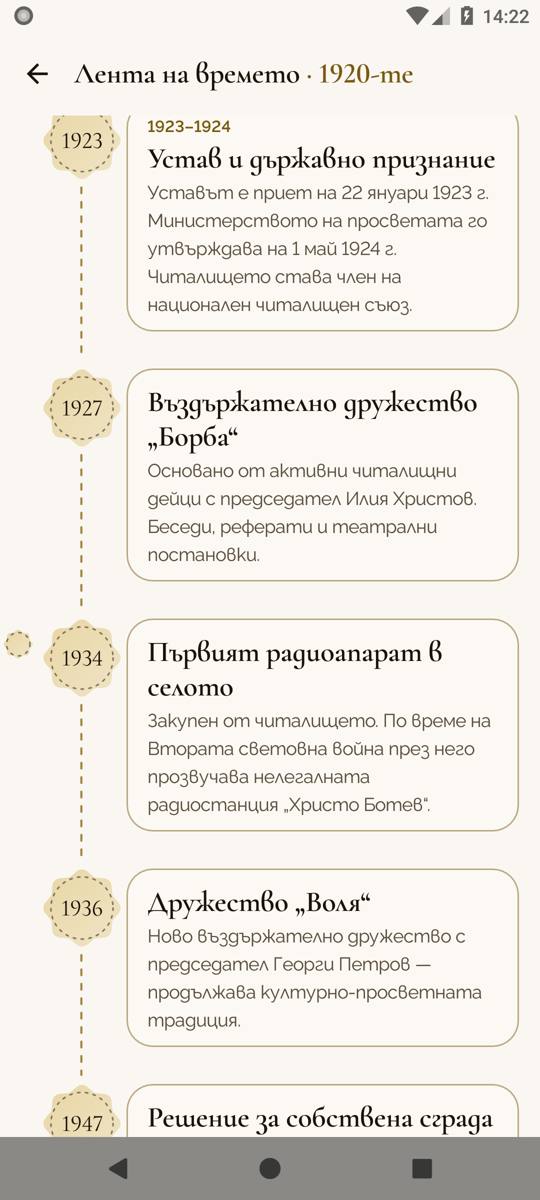 14:22
Лента на времето · 1920-те
1923
1923–1924
Устав и държавно признание
Уставът е приет на 22 януари 1923 г.
Министерството на просветата го
утвърждава на 1 май 1924 г.
Читалището става член на
национален читалищен съюз.
1927
Въздържателно дружество
„Борба“
Основано от активни читалищни
дейци с председател Илия Христов.
Беседи, реферати и театрални
постановки.
1934
Първият радиоапарат в
селото
Закупен от читалището. По време на
Втората световна война през него
прозвучава нелегалната
радиостанция „Христо Ботев“.
1936
Дружество „Воля“
Ново въздържателно дружество с
председател Георги Петров —
продължава културно-просветната
традиция.
1947
Решение за собствена сграда